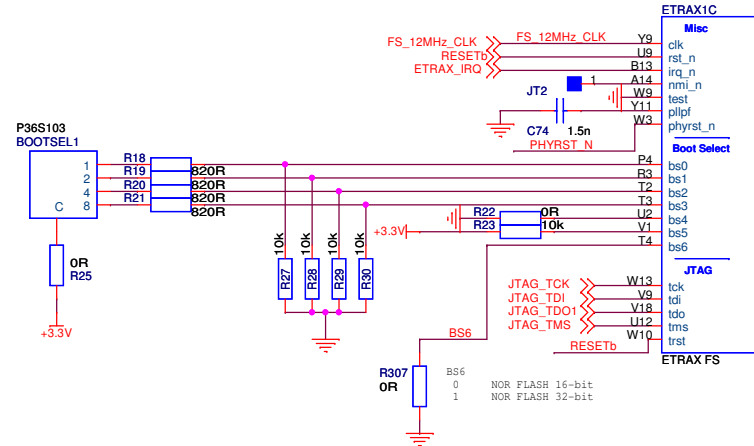 ETRAX1C
Misc
FS_12MHz_CLK
FS_12MHz_CLK
Y9
clk
RESETb
U9
rst_n
ETRAX_IRQ
B13
irq_n
1
A14
nmi_n
JT2
W9
test
Y11
pllpf
C74
1.5n
W3
phyrst_n
PHYRST_N
P36S103
BOOTSEL1
Boot Select
1
R18
820R
P4
bs0
2
R19
820R
R3
bs1
4
R20
820R
T2
bs2
8
R21
820R
T3
bs3
C
R22
0R
U2
bs4
+3.3V
R23
10k
V1
bs5
T4
bs6
10k
10k
10k
10k
R27
R28
R29
R30
0R
R25
+3.3V
JTAG
JTAG_TCK
W13
tck
JTAG_TDI
V9
tdi
JTAG_TDO1
V18
tdo
JTAG_TMS
U12
tms
RESETb
W10
trst
ETRAX FS
BS6
R307
0R
BS6
0 NOR FLASH 16-bit
1 NOR FLASH 32-bit